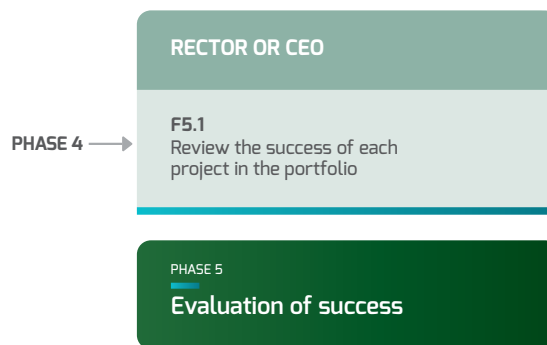 RECTOR OR CEO
PHASE 4
F5.1
Review the success of each
project in the portfolio
PHASE 5
Evaluation of success